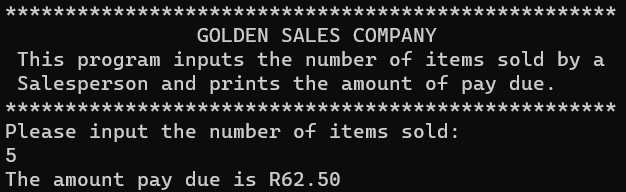 ***************************************************
GOLDEN SALES COMPANY
This program inputs the number of items sold by a
Salesperson and prints the amount of pay due.
***************************************************
Please input the number of items sold:
5
The amount pay due is R62.50